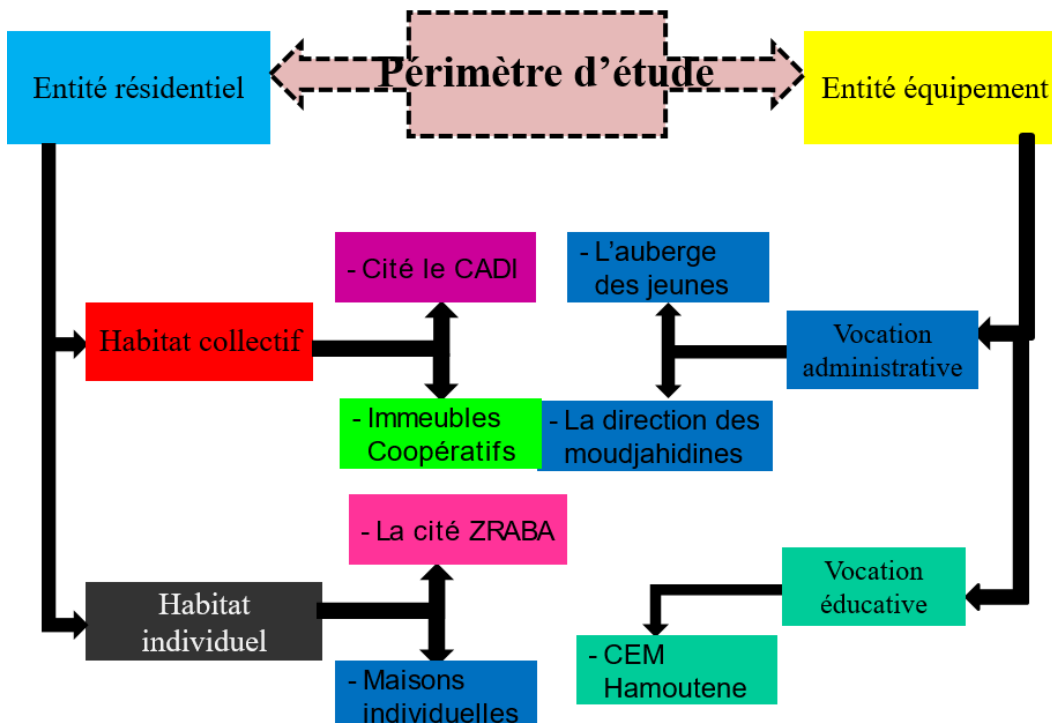 Périmètre d’étude
Entité résidentiel
Entité équipement
- Cité le CADI
- L’auberge
des jeunes
Habitat collectif
Vocation
administrative
- Immeubles
Coopératifs
- La direction des
moudjahidines
- La cité ZRABA
Habitat
individuel
Vocation
éducative
- Maisons
individuelles
- CEM
Hamoutene